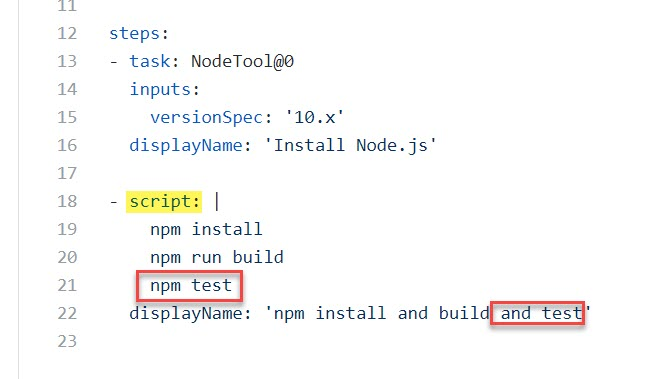 11
12 steps:
13 - task: NodeTool@0
14 inputs:
15 versionSpec: '10.x'
16 displayName: 'Install Node.js'
17
18 - script: |
19 npm install
20 npm run build
21 npm test
22 displayName: 'npm install and build and test'
23